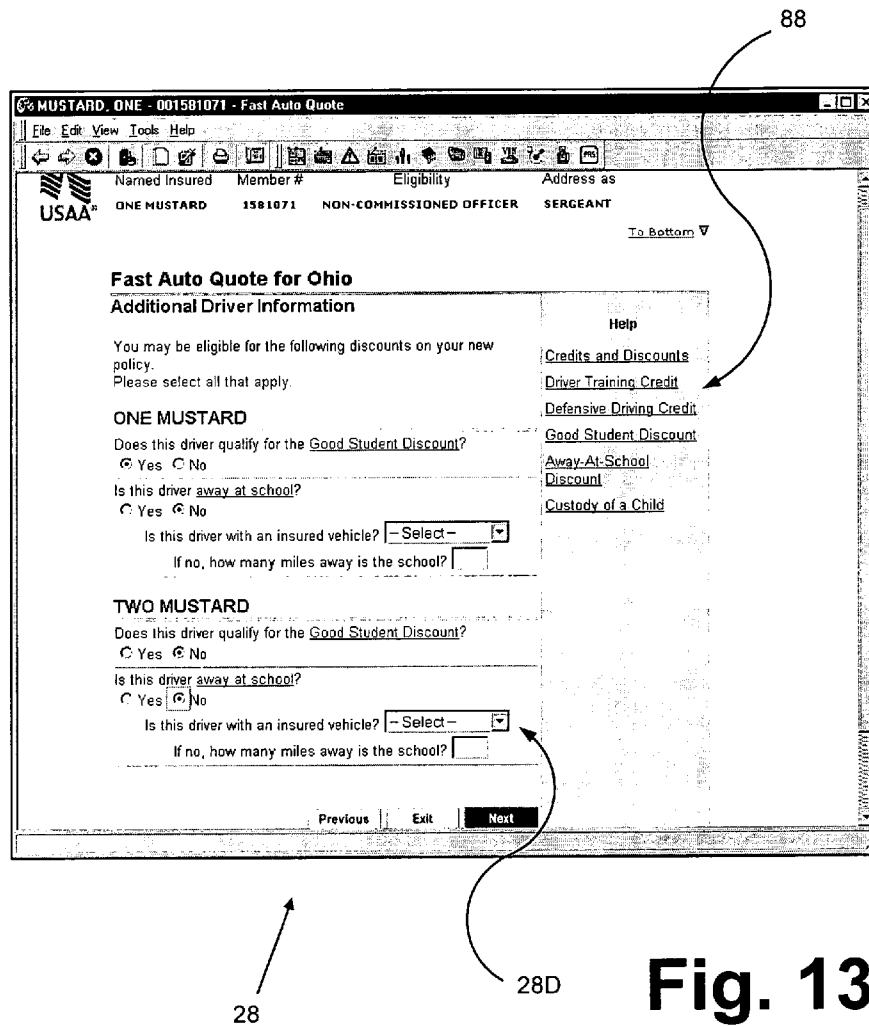 88
MUSTARD, ONE - 001581071 - Fast Auto Quote
File Edit View Tools Help
Named Insured Member # Eligibility Address as
USAA® ONE MUSTARD 1581071 NON-COMMISSIONED OFFICER SERGEANT
To Bottom
Fast Auto Quote for Ohio
Additional Driver Information
You may be eligible for the following discounts on your new
policy.
Please select all that apply.
ONE MUSTARD
Does this driver qualify for the Good Student Discount?
Yes No
Is this driver away at school?
Yes No
Is this driver with an insured vehicle? – Select –
If no, how many miles away is the school?
TWO MUSTARD
Does this driver qualify for the Good Student Discount?
Yes No
Is this driver away at school?
Yes No
Is this driver with an insured vehicle? – Select –
If no, how many miles away is the school?
Help
Credits and Discounts
Driver Training Credit
Defensive Driving Credit
Good Student Discount
Away-At-School
Discount
Custody of a Child
Previous Exit Next
28
28D
Fig. 13